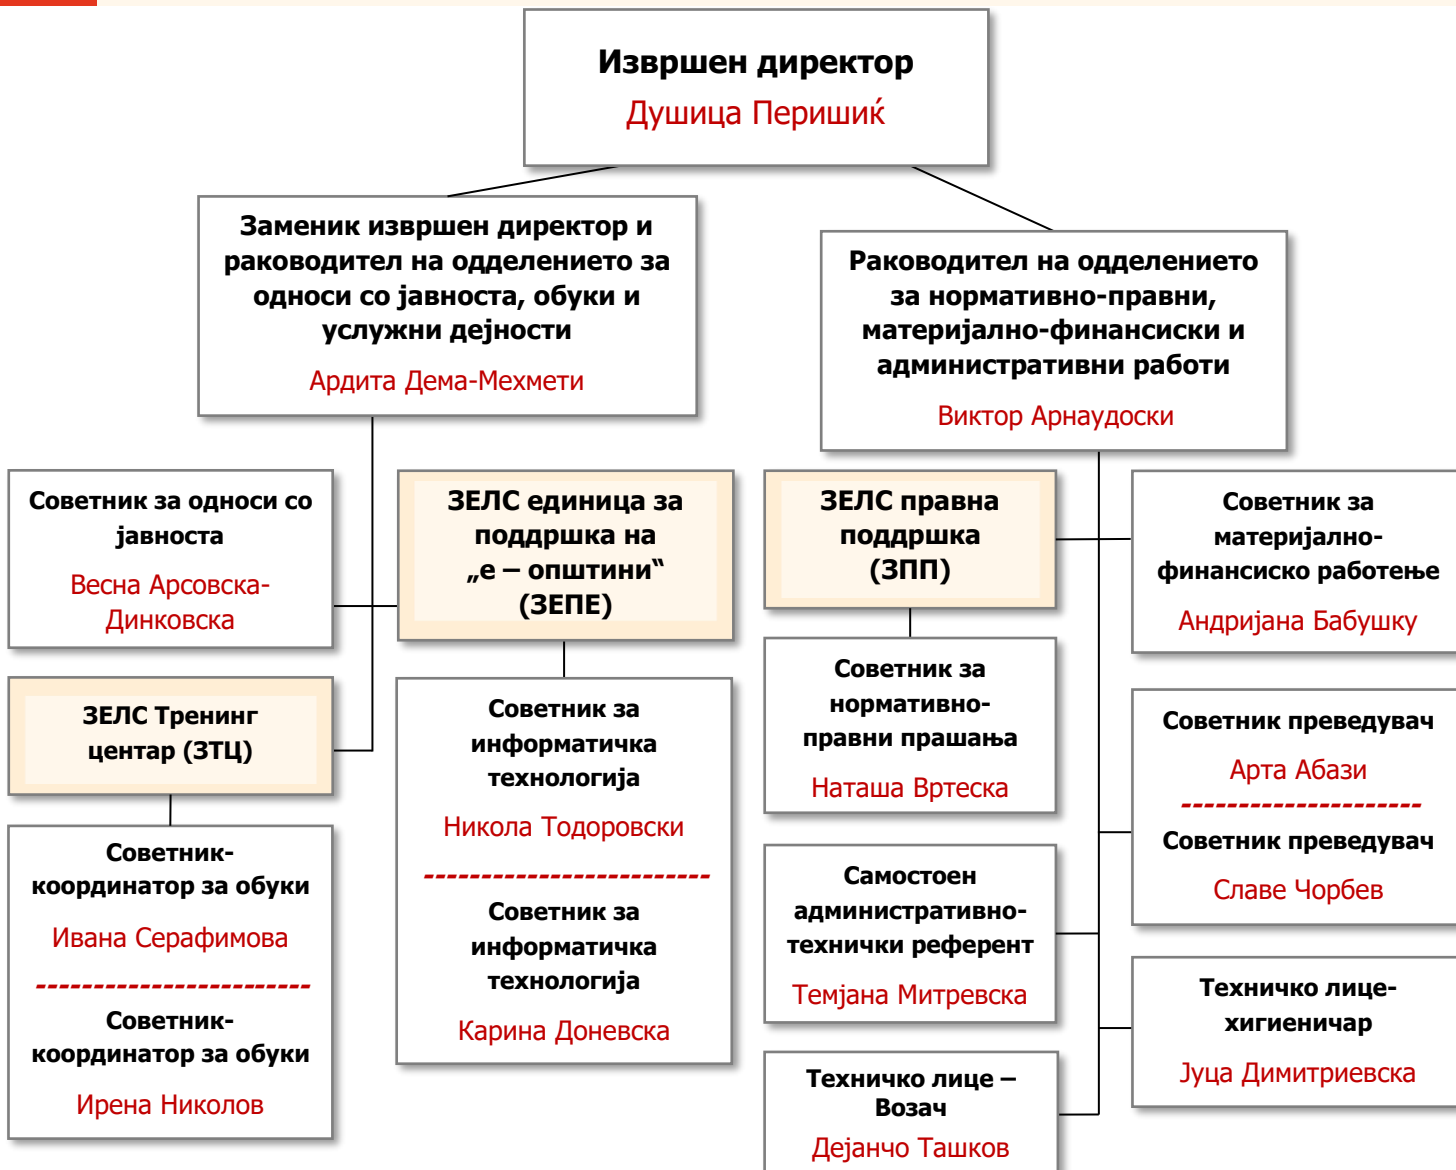 Извршен директор
Душица Перишиќ
Заменик извршен директор и
раководител на одделението за
односи со јавноста, обуки и
услужни дејности
Ардита Дема-Мехмети
Раководител на одделението
за нормативно-правни,
материјално-финансиски и
административни работи
Виктор Арнаудоски
Советник за односи со
јавноста
Весна Арсовска-
Динковска
ЗЕЛС единица за
поддршка на
„е – општини“
(ЗЕПЕ)
ЗЕЛС правна
поддршка
(ЗПП)
Советник за
материјално-
финансиско работење
Андријана Бабушку
ЗЕЛС Тренинг
центар (ЗТЦ)
Советник за
информатичка
технологија
Никола Тодоровски
-------------------------
Советник за
информатичка
технологија
Карина Доневска
Советник за
нормативно-
правни прашања
Наташа Вртеска
Советник преведувач
Арта Абази
---------------------
Советник преведувач
Славе Чорбев
Советник-
координатор за обуки
Ивана Серафимова
------------------------
Советник-
координатор за обуки
Ирена Николов
Самостоен
административно-
технички референт
Темјана Митревска
Техничко лице-
хигиеничар
Јуца Димитриевска
Техничко лице –
Возач
Дејанчо Ташков